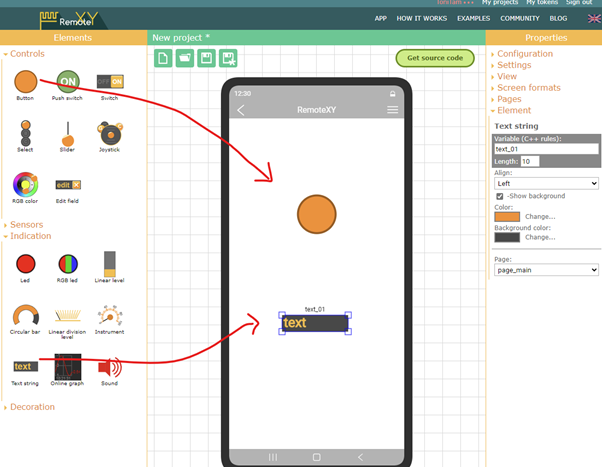 My projects
My tokens
Sign out
RemoteXY
APP
HOW IT WORKS
EXAMPLES
COMMUNITY
BLOG
Elements
New project *
Properties
Controls
Button
ON
Push switch
OFF ON
Switch
Select
Slider
Joystick
RGB color
edit X
Edit field
Sensors
Indication
Led
RGB led
Linear level
Circular bar
Linear division
level
Instrument
text
Text string
Online graph
Sound
Decoration
Get source code
12:30
RemoteXY
text_01
text
Configuration
Settings
View
Screen formats
Pages
Element
Text string
Variable (C++ rules):
text_01
Length: 10
Align:
Left
-Show background
Color:
Change...
Background color:
Change...
Page:
page_main